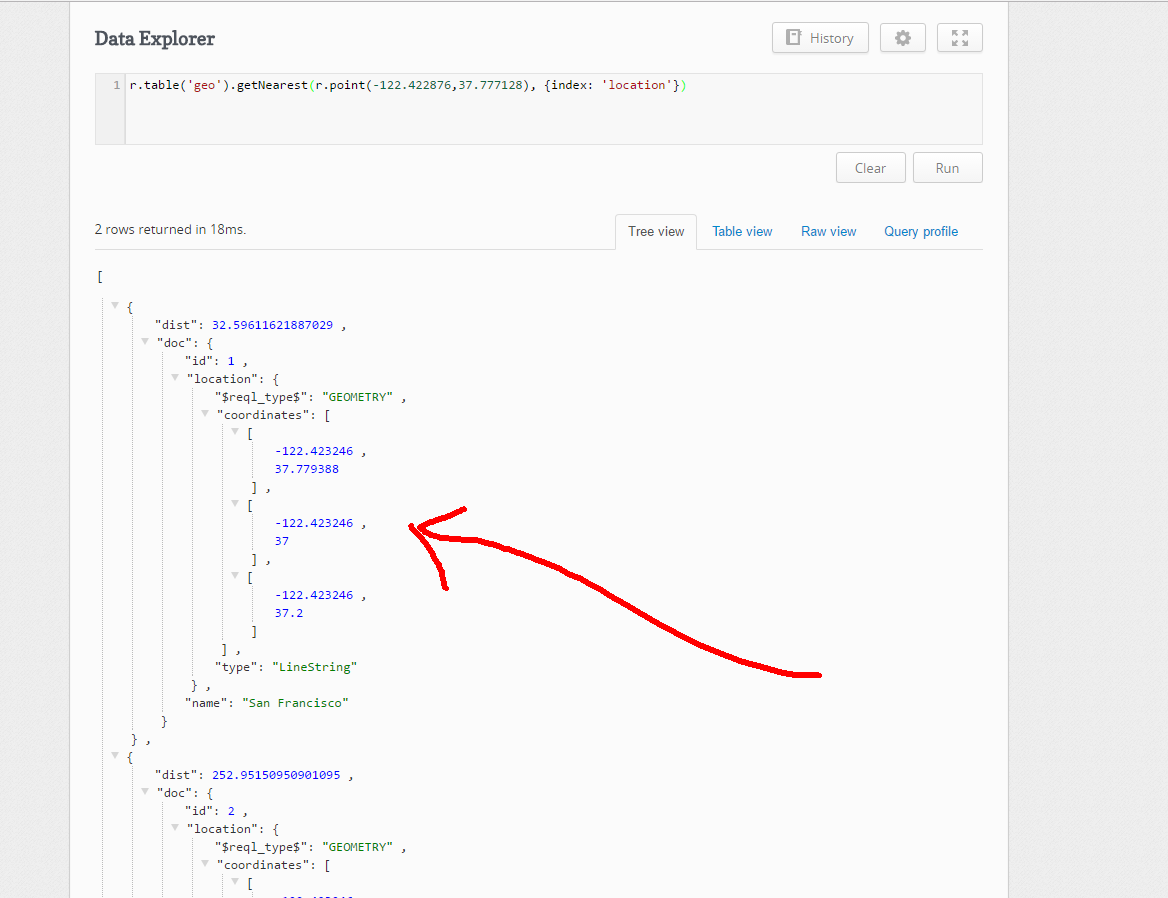 Data Explorer
History
1 r.table('geo').getNearest(r.point(-122.422876,37.777128), {index: 'location'})
Clear Run
2 rows returned in 18ms.
Tree view Table view Raw view Query profile
[
{
"dist": 32.59611621887029 ,
"doc": {
"id": 1 ,
"location": {
"$reql_type$": "GEOMETRY" ,
"coordinates": [
[
-122.423246 ,
37.779388
] ,
[
-122.423246 ,
37
] ,
[
-122.423246 ,
37.2
]
] ,
"type": "LineString"
} ,
"name": "San Francisco"
}
} ,
{
"dist": 252.95150950901095 ,
"doc": {
"id": 2 ,
"location": {
"$reql_type$": "GEOMETRY" ,
"coordinates": [
[